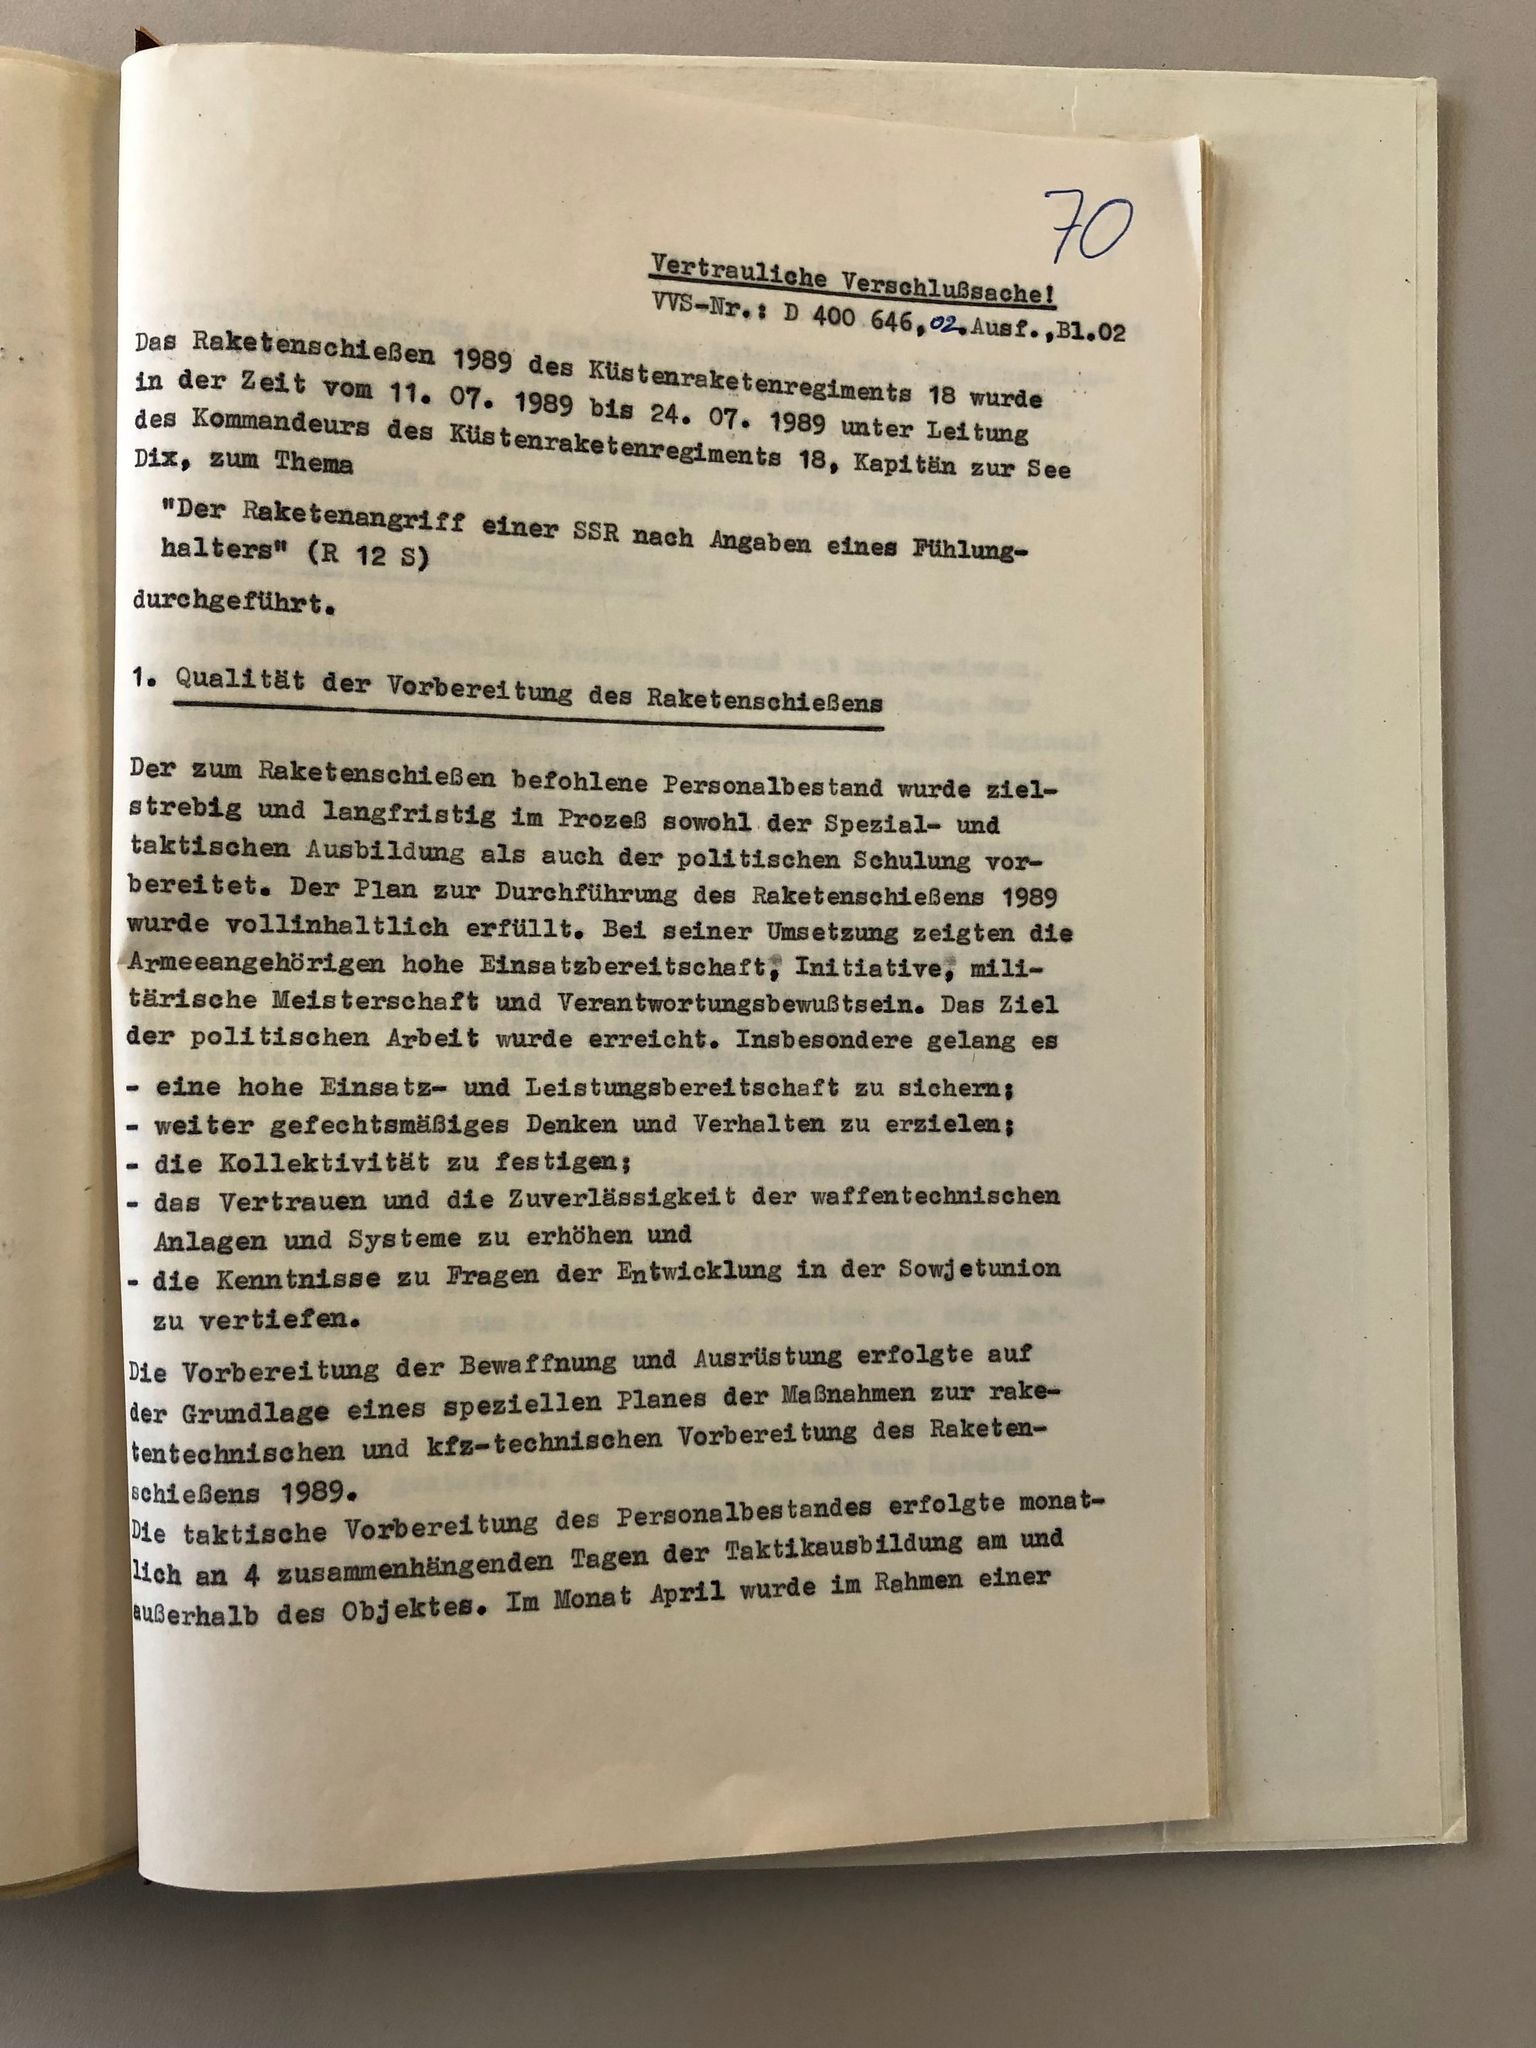 70
Vertrauliche Verschlußsache!
VVS-Nr.: D 400 646, 02. Ausf., Bl.02
Das Raketenschießen 1989 des Küstenraketenregiments 18 wurde
in der Zeit vom 11. 07. 1989 bis 24. 07. 1989 unter Leitung
des Kommandeurs des Küstenraketenregiments 18, Kapitän zur See
Dix, zum Thema
"Der Raketenangriff einer SSR nach Angaben eines Fühlung-
halters" (R 12 S)
durchgeführt.
1. Qualität der Vorbereitung des Raketenschießens
Der zum Raketenschießen befohlene Personalbestand wurde ziel-
strebig und langfristig im Prozeß sowohl der Spezial- und
taktischen Ausbildung als auch der politischen Schulung vor-
bereitet. Der Plan zur Durchführung des Raketenschießens 1989
wurde vollinhaltlich erfüllt. Bei seiner Umsetzung zeigten die
Armeeangehörigen hohe Einsatzbereitschaft, Initiative, mili-
tärische Meisterschaft und Verantwortungsbewußtsein. Das Ziel
der politischen Arbeit wurde erreicht. Insbesondere gelang es
- eine hohe Einsatz- und Leistungsbereitschaft zu sichern;
- weiter gefechtsmäßiges Denken und Verhalten zu erzielen;
- die Kollektivität zu festigen;
- das Vertrauen und die Zuverlässigkeit der waffentechnischen
Anlagen und Systeme zu erhöhen und
- die Kenntnisse zu Fragen der Entwicklung in der Sowjetunion
zu vertiefen.
Die Vorbereitung der Bewaffnung und Ausrüstung erfolgte auf
der Grundlage eines speziellen Planes der Maßnahmen zur rake-
tentechnischen und kfz-technischen Vorbereitung des Raketen-
schießens 1989.
Die taktische Vorbereitung des Personalbestandes erfolgte monat-
lich an 4 zusammenhängenden Tagen der Taktikausbildung am und
außerhalb des Objektes. Im Monat April wurde im Rahmen einer